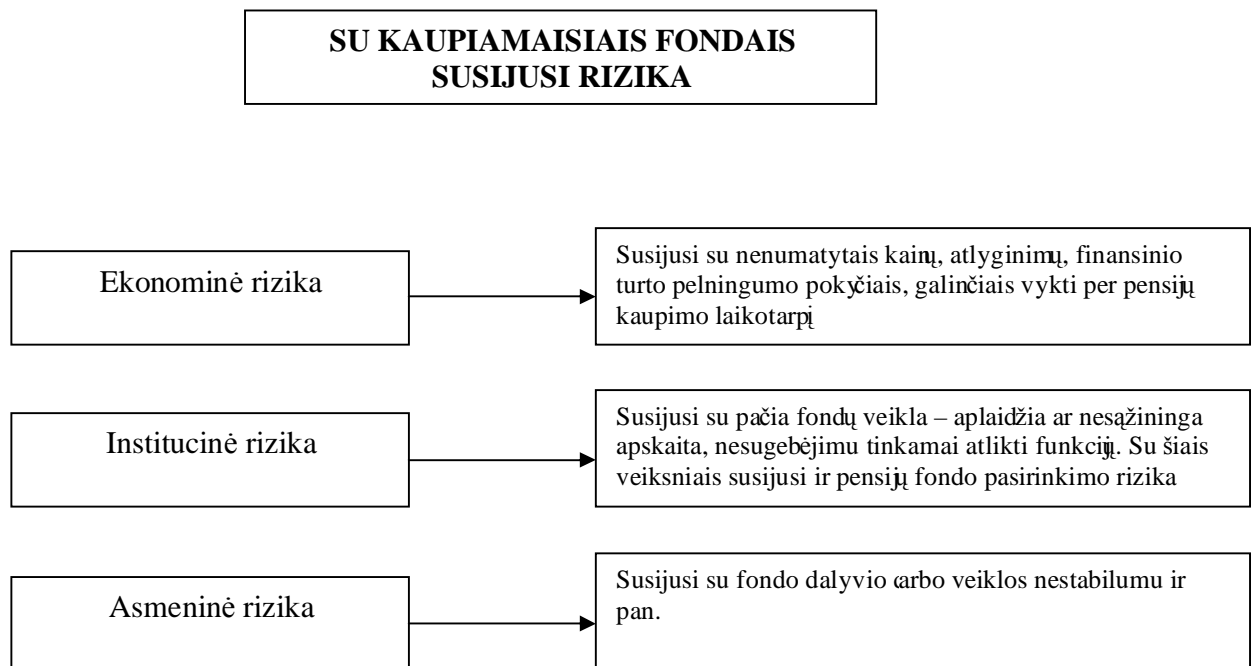 SU KAUPIAMAISIAIS FONDAIS
SUSIJUSI RIZIKA
Ekonominė rizika
Susijusi su nenumatytais kainų, atlyginimų, finansinio
turto pelningumo pokyčiais, galinčiais vykti per pensijų
kaupimo laikotarpį
Institucinė rizika
Susijusi su pačia fondų veikla – aplaidžia ar nesąžininga
apskaita, nesugebėjimu tinkamai atlikti funkcijų. Su šiais
veiksniais susijusi ir pensijų fondo pasirinkimo rizika
Asmeninė rizika
Susijusi su fondo dalyvio darbo veiklos nestabilumu ir
pan.